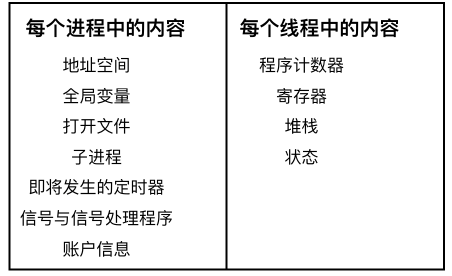 每个进程中的内容
地址空间
全局变量
打开文件
子进程
即将发生的定时器
信号与信号处理程序
账户信息
每个线程中的内容
程序计数器
寄存器
堆栈
状态